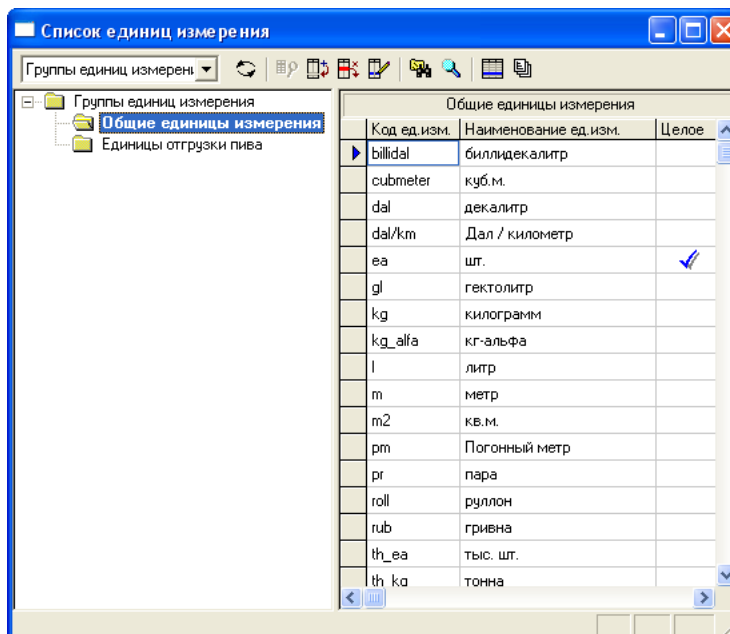 Список единиц измерения
Группы единиц измерени
Группы единиц измерения
Общие единицы измерения
Единицы отгрузки пива
Общие единицы измерения
Код ед.изм. Наименование ед.изм. Целое
billidal биллидекалитр
cubmeter куб.м.
dal декалитр
dal/km Дал / километр
ea шт.
gl гектолитр
kg килограмм
kg_alfa кг-альфа
l литр
m метр
m2 кв.м.
pm Погонный метр
pr пара
roll руллон
rub гривна
th_ea тыс. шт.
th_kg тонна